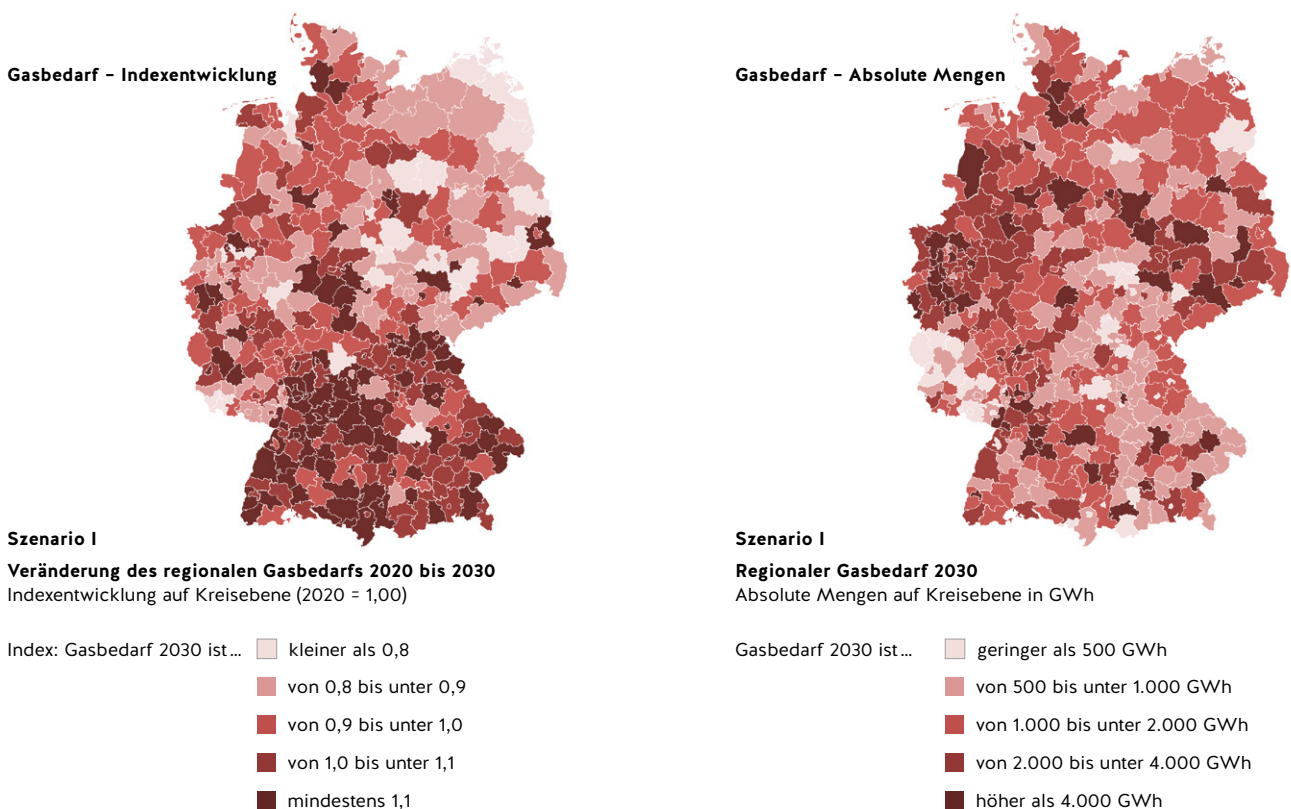 Gasbedarf – Indexentwicklung
Szenario I
Veränderung des regionalen Gasbedarfs 2020 bis 2030
Indexentwicklung auf Kreisebene (2020 = 1,00)
Index: Gasbedarf 2030 ist ... kleiner als 0,8
von 0,8 bis unter 0,9
von 0,9 bis unter 1,0
von 1,0 bis unter 1,1
mindestens 1,1
Gasbedarf – Absolute Mengen
Szenario I
Regionaler Gasbedarf 2030
Absolute Mengen auf Kreisebene in GWh
Gasbedarf 2030 ist ... geringer als 500 GWh
von 500 bis unter 1.000 GWh
von 1.000 bis unter 2.000 GWh
von 2.000 bis unter 4.000 GWh
höher als 4.000 GWh